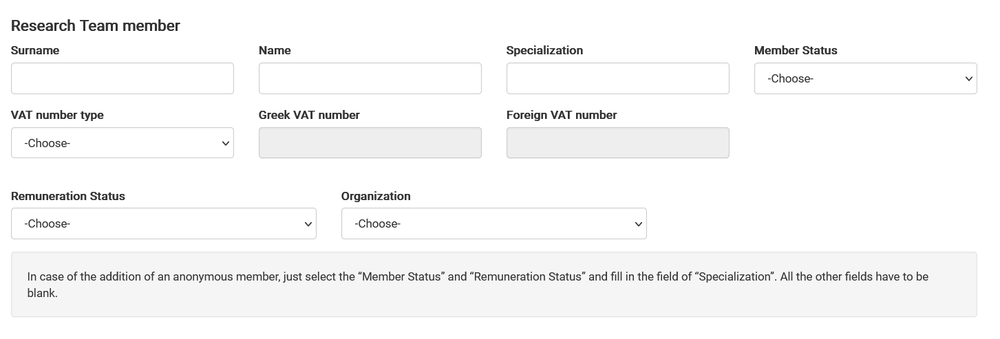 Research Team member
Surname
Name
Specialization
Member Status
-Choose-
VAT number type
Greek VAT number
Foreign VAT number
-Choose-
Remuneration Status
Organization
-Choose-
-Choose-
In case of the addition of an anonymous member, just select the “Member Status” and “Remuneration Status” and fill in the field of “Specialization”. All the other fields have to be
blank.